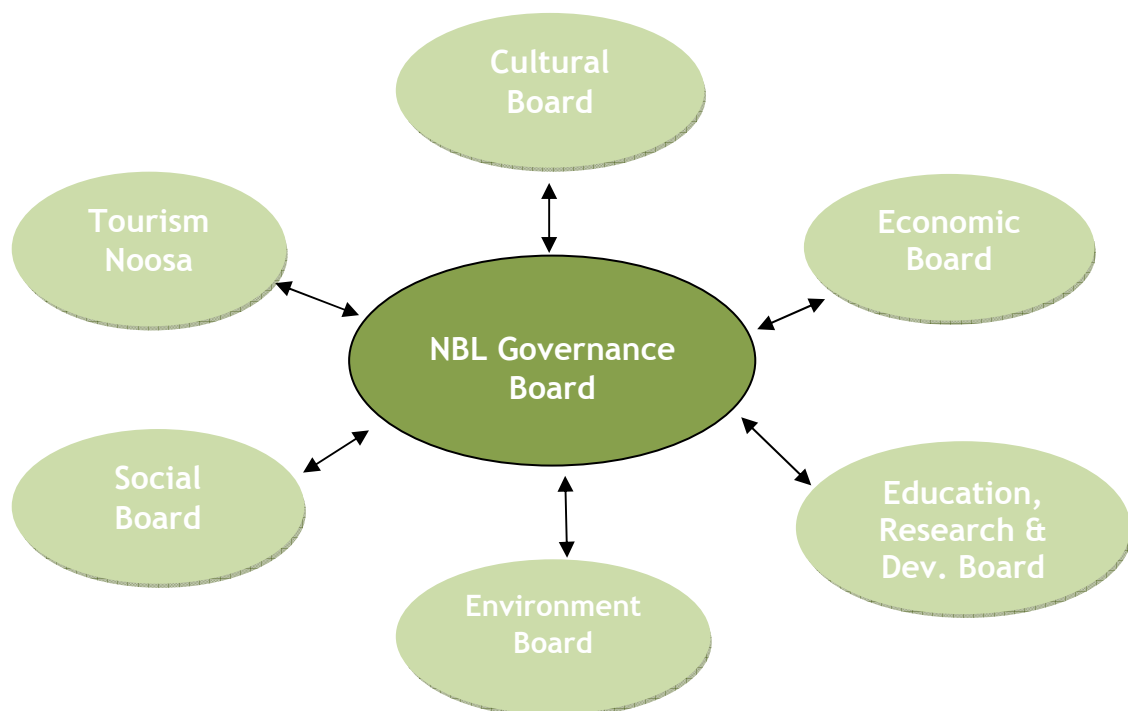 Cultural
Board
Tourism
Noosa
Economic
Board
NBL Governance
Board
Social
Board
Education,
Research &
Dev. Board
Environment
Board